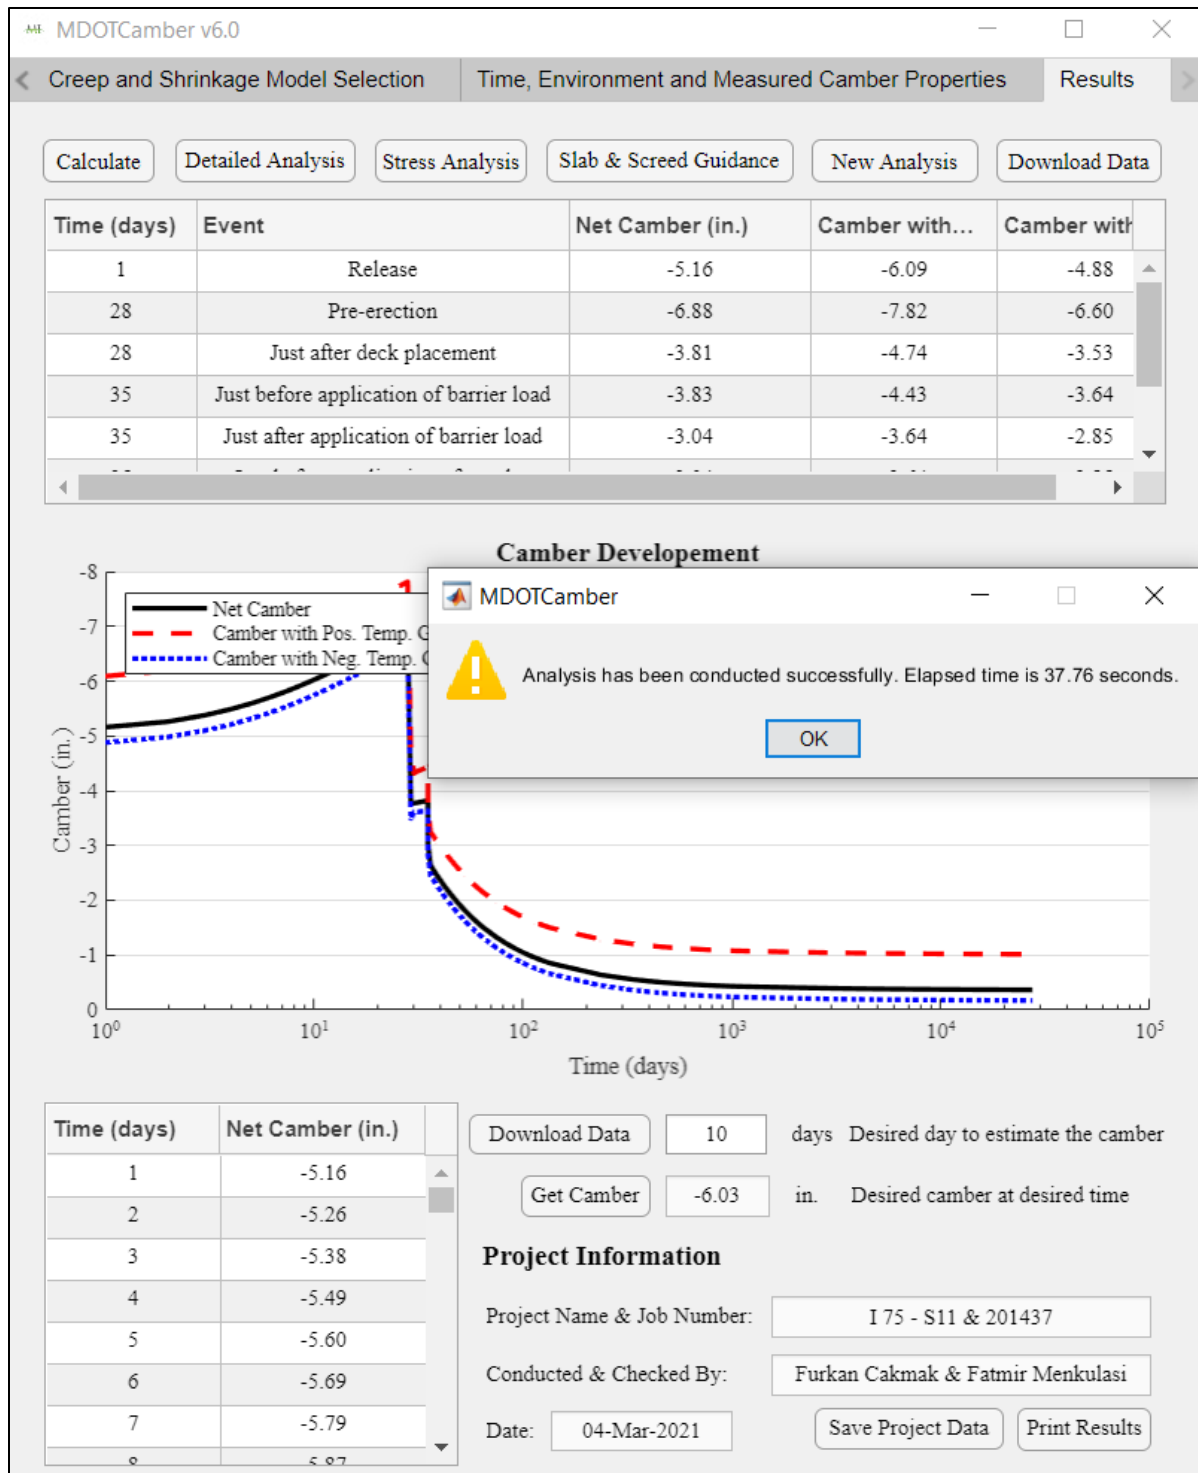 MDOTCamber v6.0
Creep and Shrinkage Model Selection Time, Environment and Measured Camber Properties Results
Calculate Detailed Analysis Stress Analysis Slab & Screed Guidance New Analysis Download Data
Time (days) Event Net Camber (in.) Camber with... Camber with
1 Release -5.16 -6.09 -4.88
28 Pre-erection -6.88 -7.82 -6.60
28 Just after deck placement -3.81 -4.74 -3.53
35 Just before application of barrier load -3.83 -4.43 -3.64
35 Just after application of barrier load -3.04 -3.64 -2.85
Camber Developement
-8
-7
-6
-5
-4
-3
-2
-1
0
Camber (in.)
Net Camber
Camber with Pos. Temp.
Camber with Neg. Temp.
MDOTCamber
Analysis has been conducted successfully. Elapsed time is 37.76 seconds.
OK
10⁰ 10¹ 10² 10³ 10⁴ 10⁵
Time (days)
Time (days) Net Camber (in.)
1 -5.16
2 -5.26
3 -5.38
4 -5.49
5 -5.60
6 -5.69
7 -5.79
8 -5.87
Download Data 10 days Desired day to estimate the camber
Get Camber -6.03 in. Desired camber at desired time
Project Information
Project Name & Job Number: I 75 - S11 & 201437
Conducted & Checked By: Furkan Cakmak & Fatmir Menkulasi
Date: 04-Mar-2021 Save Project Data Print Results